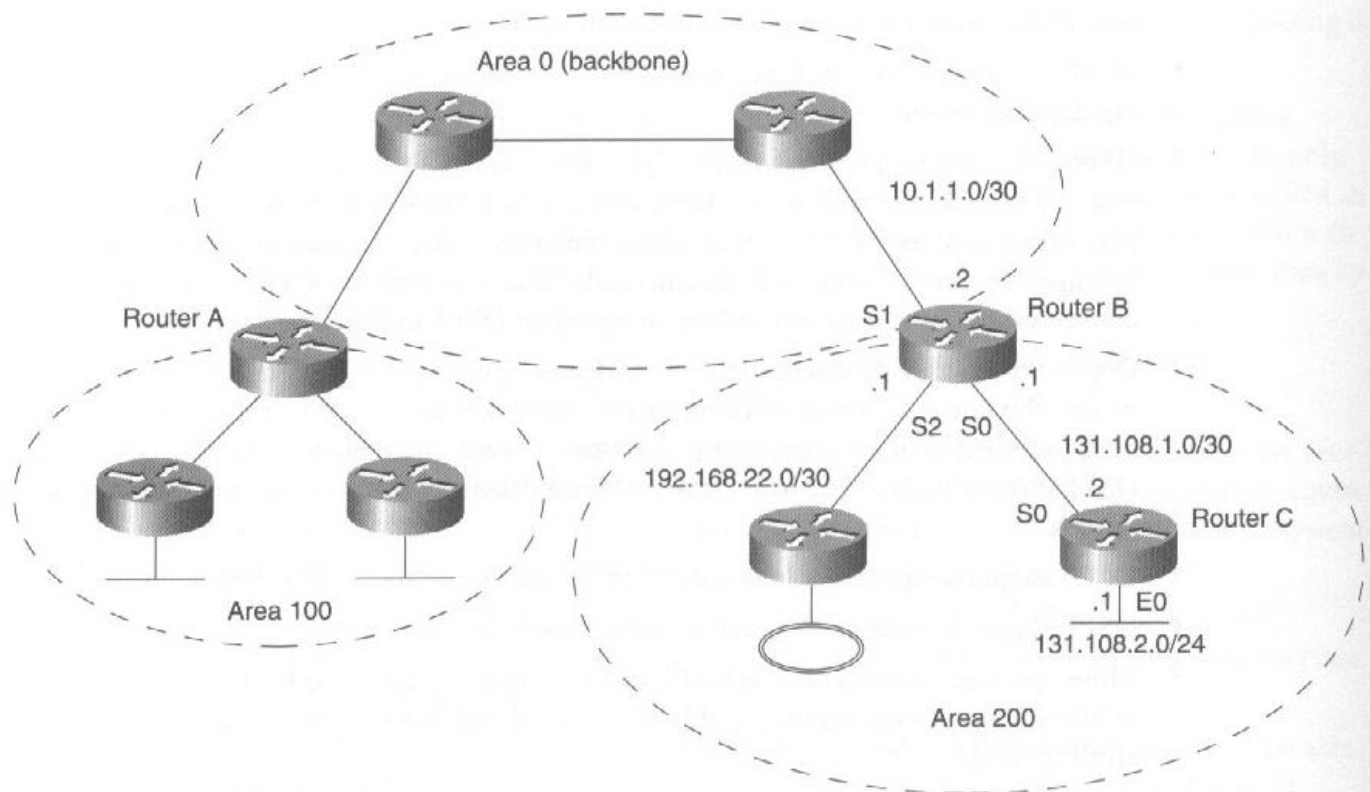 Area 0 (backbone)
10.1.1.0/30
.2
Router A
S1
Router B
.1
.1
S2
S0
131.108.1.0/30
192.168.22.0/30
.2
S0
Router C
Area 100
.1
E0
131.108.2.0/24
Area 200